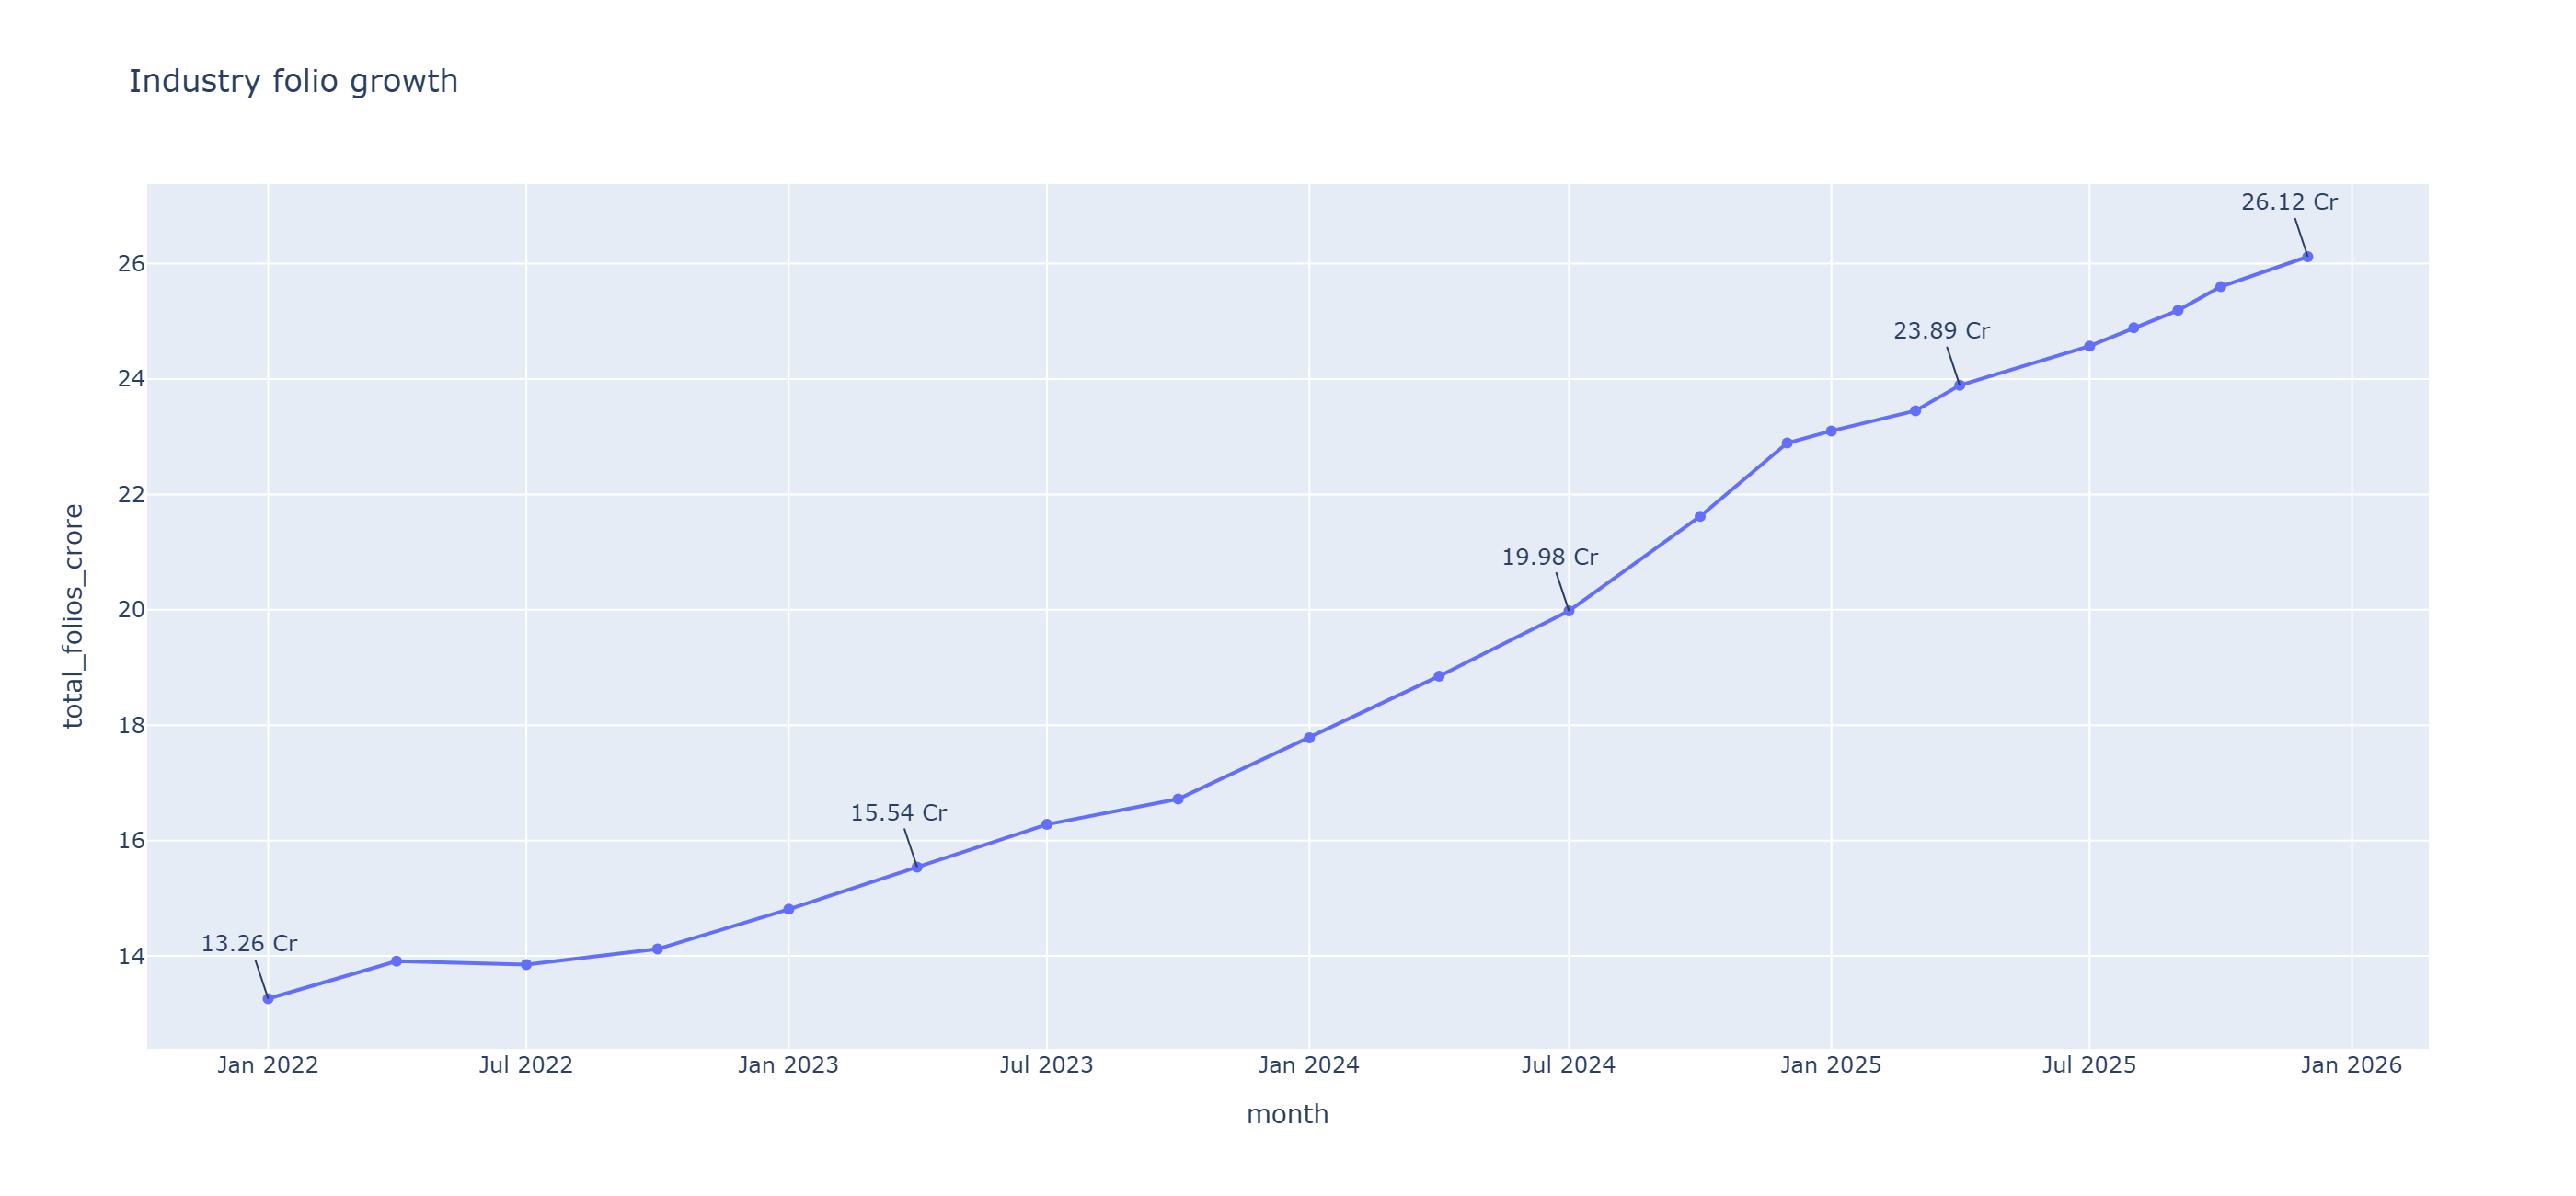 Industry folio growth
26.12 Cr
26
23.89 Cr
24
22
19.98 Cr
20
total_folios_crore
18
15.54 Cr
16
13.26 Cr
14
Jan 2022
Jul 2022
Jan 2023
Jul 2023
Jan 2024
Jul 2024
Jan 2025
Jul 2025
Jan 2026
month